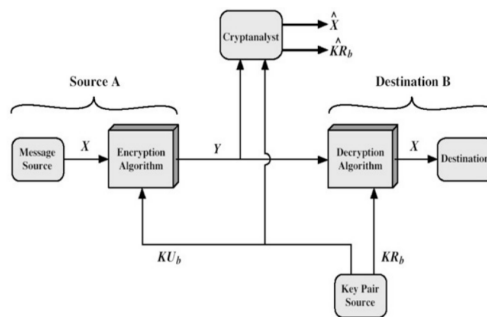 X̂
K̂R_b
Cryptanalyst
Source A
Destination B
Message
Source
X
Encryption
Algorithm
Y
Decryption
Algorithm
X
Destination
KU_b
KR_b
Key Pair
Source